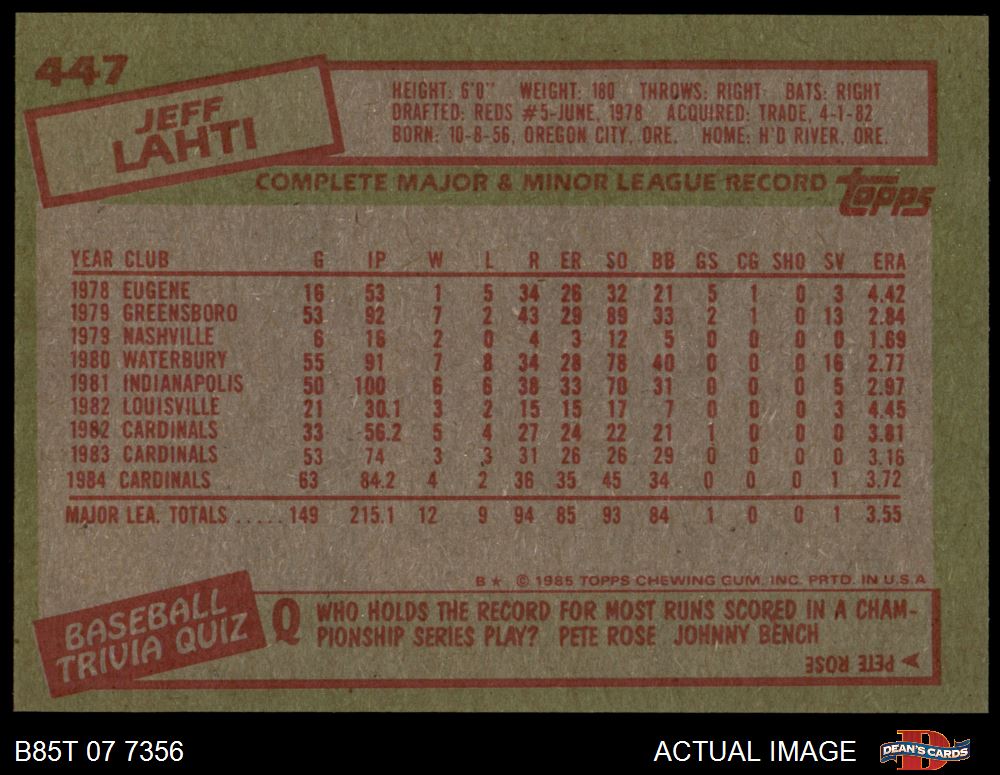 447
JEFF
LAHTI
HEIGHT: 6'0" WEIGHT: 180 THROWS: RIGHT BATS: RIGHT
DRAFTED: REDS #5-JUNE, 1978 ACQUIRED: TRADE, 4-1-82
BORN: 10-8-56, OREGON CITY, ORE. HOME: H'D RIVER, ORE.
COMPLETE MAJOR & MINOR LEAGUE RECORD topps
YEAR CLUB G IP W L R ER SO BB GS CG SHO SV ERA
1978 EUGENE 16 53 1 5 34 26 32 21 5 1 0 3 4.42
1979 GREENSBORO 53 92 7 2 43 29 89 33 2 1 0 13 2.84
1979 NASHVILLE 6 16 2 0 4 3 12 5 0 0 0 0 1.69
1980 WATERBURY 55 91 7 8 34 28 78 40 0 0 0 16 2.77
1981 INDIANAPOLIS 50 100 6 6 38 33 70 31 0 0 0 5 2.97
1982 LOUISVILLE 21 30.1 3 2 15 15 17 7 0 0 0 3 4.45
1982 CARDINALS 33 56.2 5 4 27 24 22 21 1 0 0 0 3.81
1983 CARDINALS 53 74 3 3 31 26 26 29 0 0 0 0 3.16
1984 CARDINALS 63 84.2 4 2 36 35 45 34 0 0 0 1 3.72
MAJOR LEA. TOTALS ..... 149 215.1 12 9 94 85 93 84 1 0 0 1 3.55
B★ © 1985 TOPPS CHEWING GUM, INC. PRTD. IN U.S.A
BASEBALL
TRIVIA QUIZ
Q WHO HOLDS THE RECORD FOR MOST RUNS SCORED IN A CHAM-
PIONSHIP SERIES PLAY? PETE ROSE JOHNNY BENCH
PETE ROSE
B85T 07 7356 ACTUAL IMAGE DEAN'S CARDS